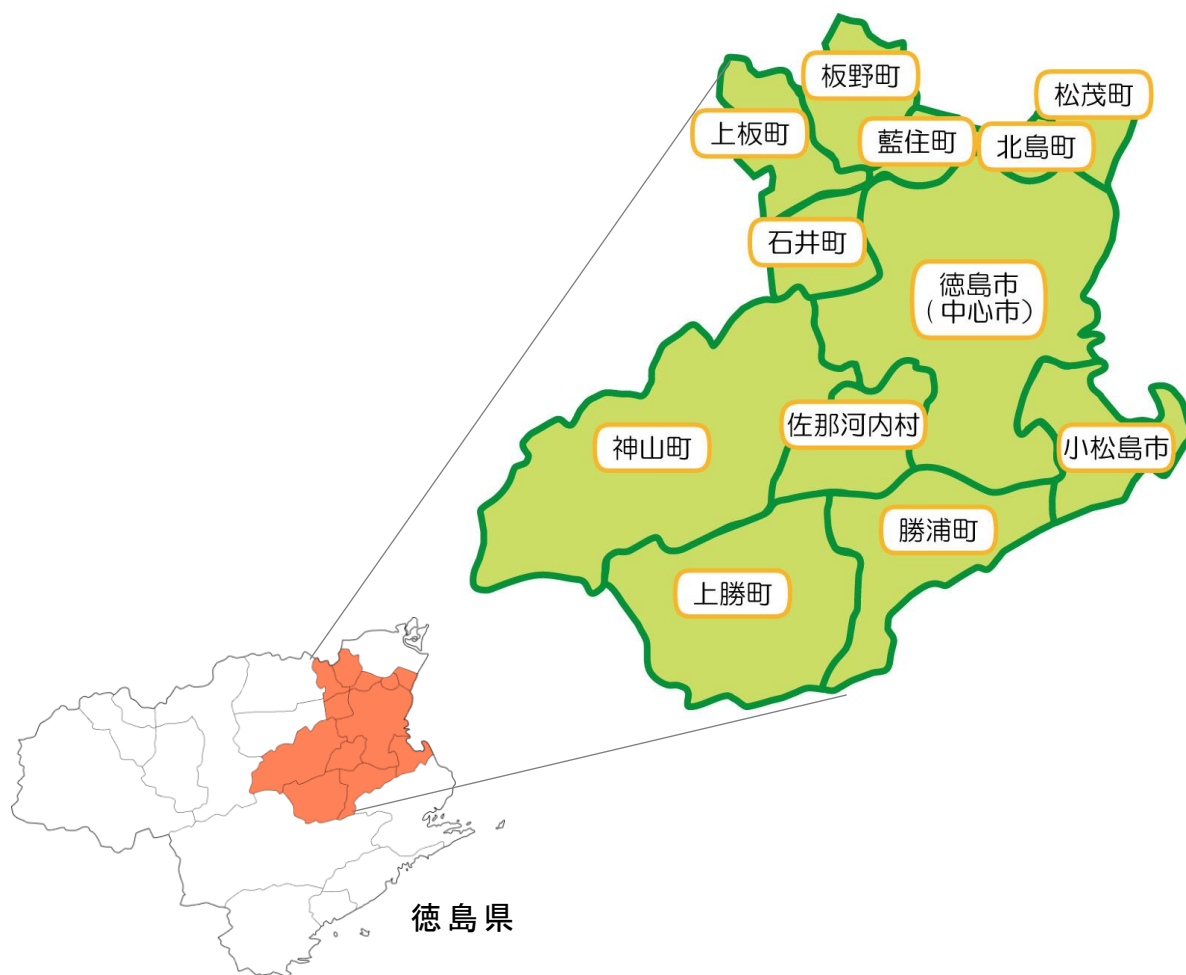 板野町
松茂町
上板町
藍住町
北島町
石井町
徳島市
（中心市）
佐那河内村
神山町
小松島市
勝浦町
上勝町
徳島県